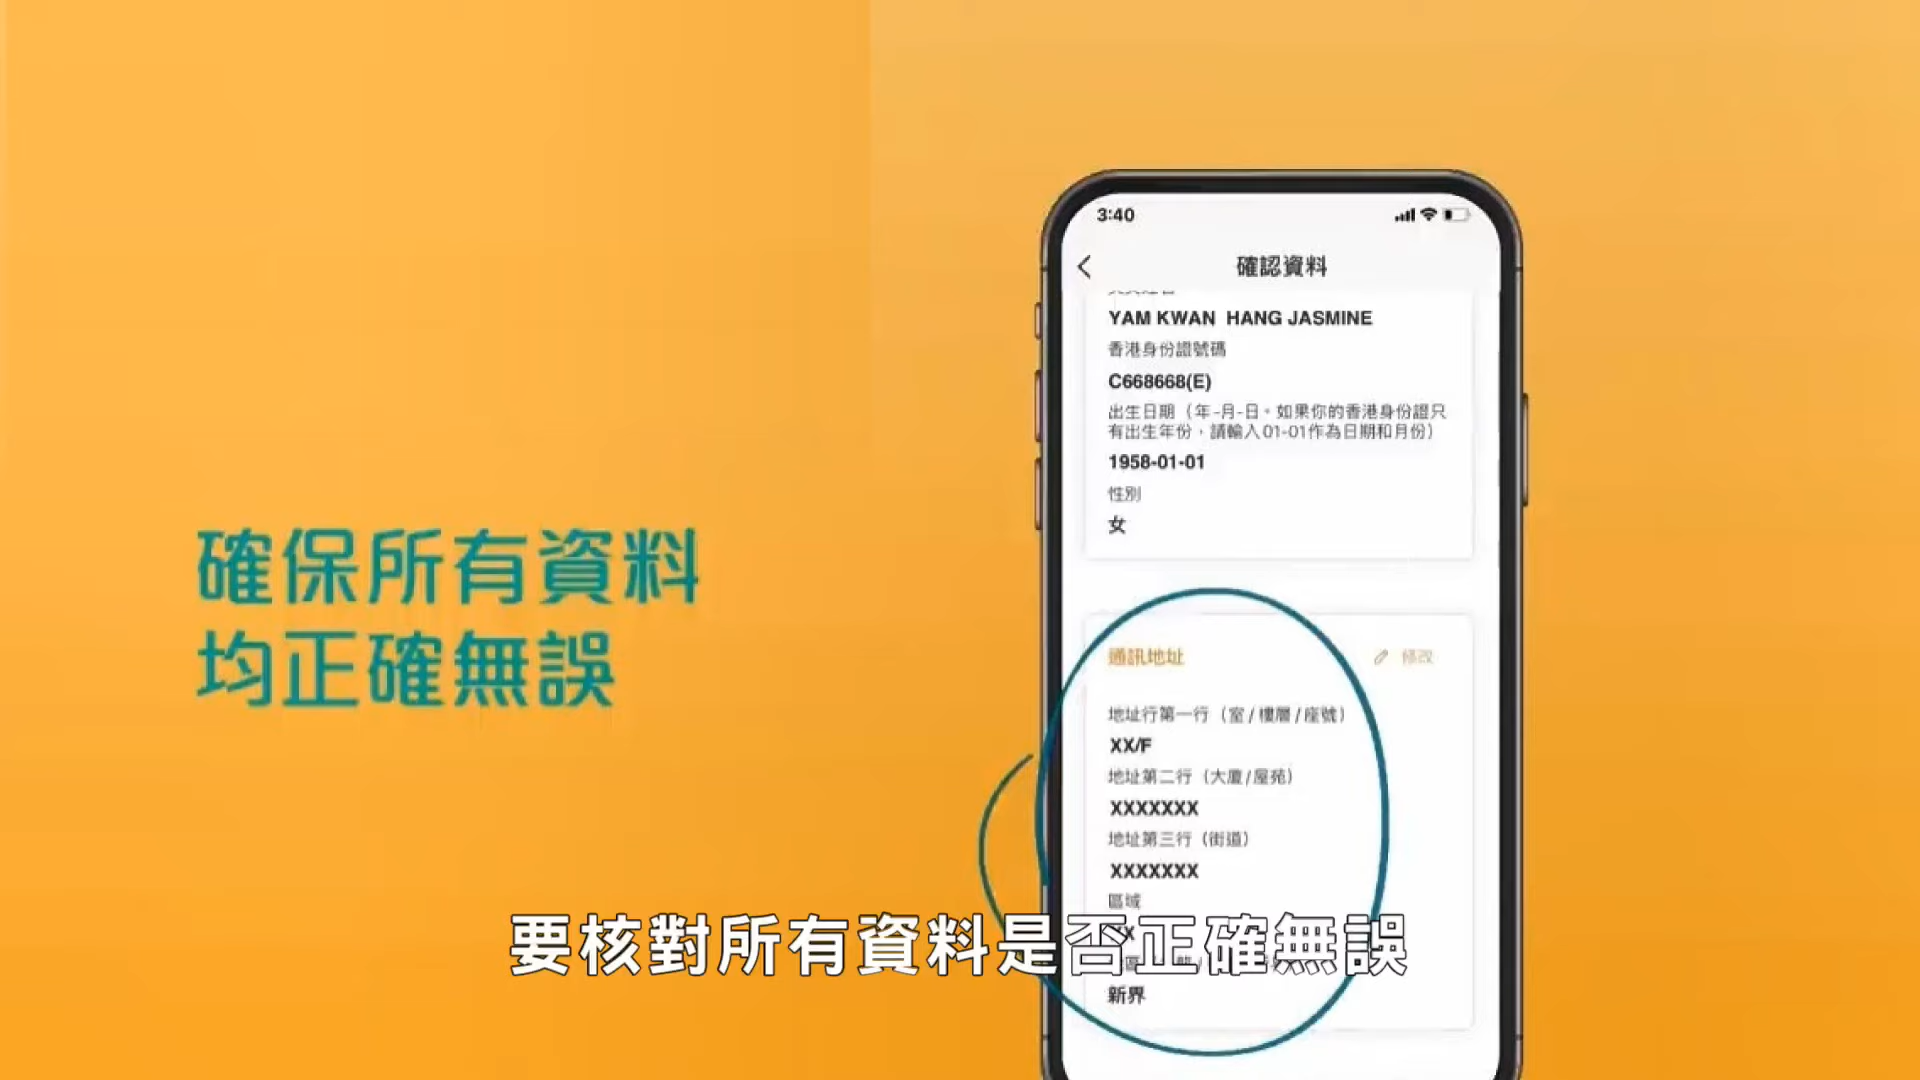 確保所有資料
均正確無誤
3:40
確認資料
YAM KWAN HANG JASMINE
香港身份證號碼
C668668(E)
出生日期（年-月-日。如果你的香港身份證只
有出生年份，請輸入01-01作為日期和月份）
1958-01-01
性別
女
通訊地址
修改
地址行第一行（室/樓層/座號）
XX/F
地址第二行（大廈/屋苑）
XXXXXXX
地址第三行（街道）
XXXXXXX
區域
新界
要核對所有資料是否正確無誤